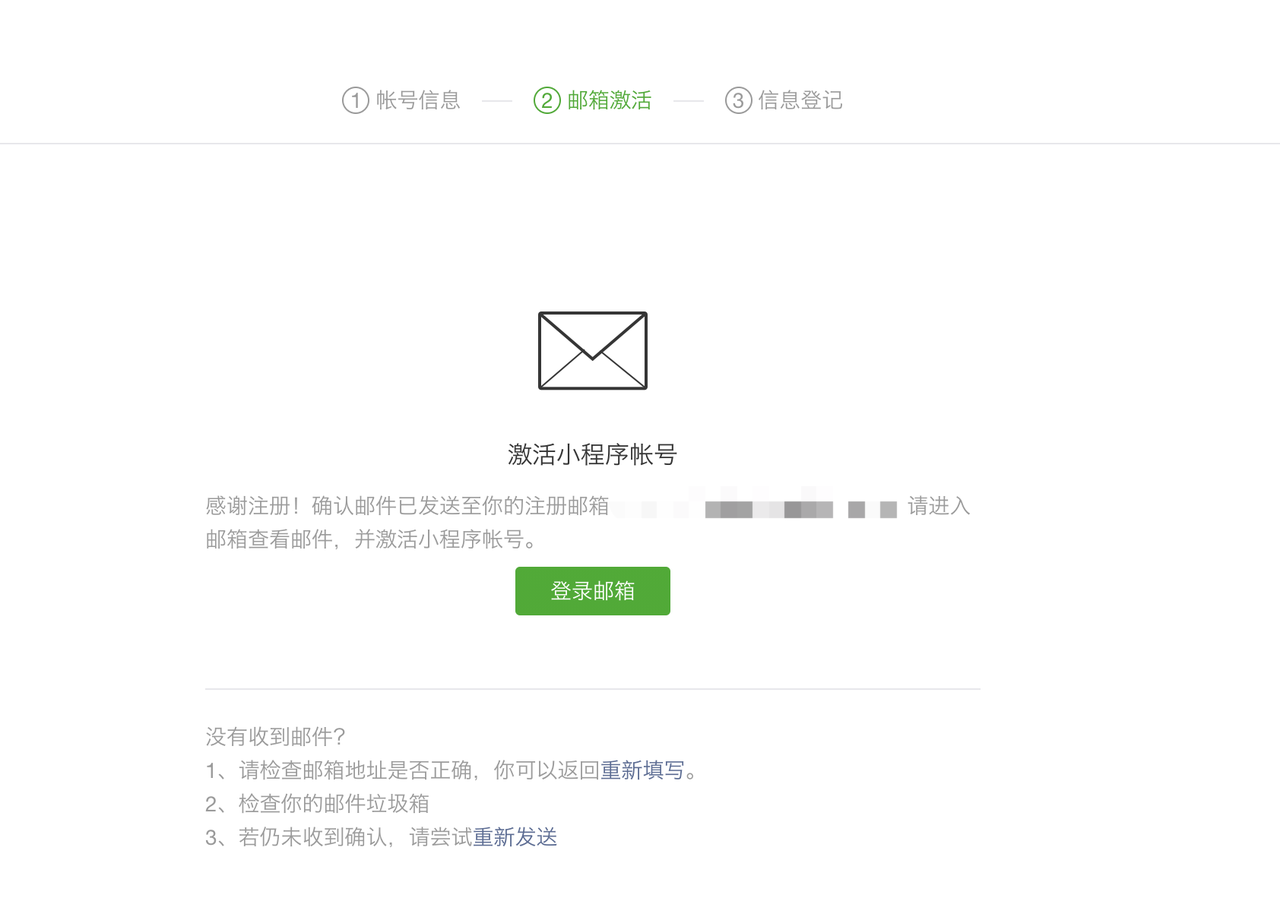 ① 帐号信息 ② 邮箱激活 ③ 信息登记
激活小程序帐号
感谢注册！确认邮件已发送至你的注册邮箱 请进入
邮箱查看邮件，并激活小程序帐号。
登录邮箱
没有收到邮件？
1、请检查邮箱地址是否正确，你可以返回重新填写。
2、检查你的邮件垃圾箱
3、若仍未收到确认，请尝试重新发送